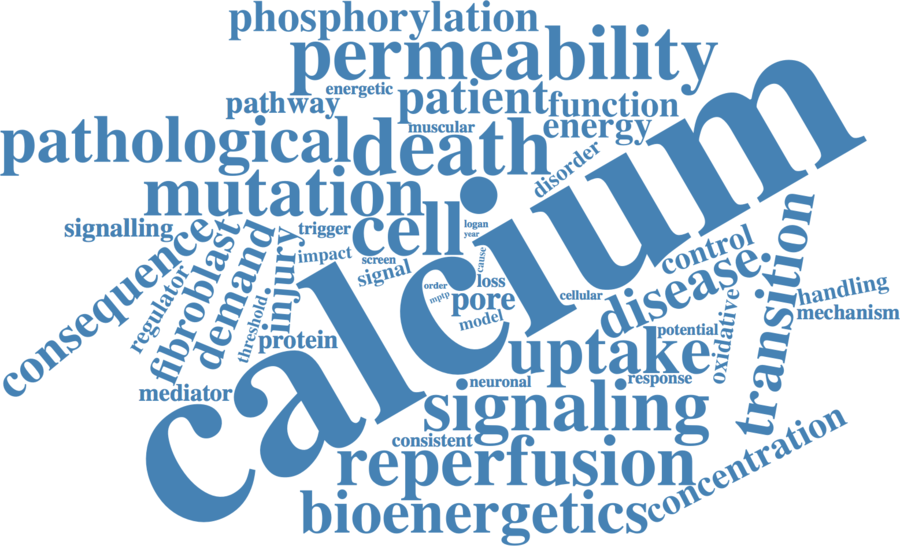 phosphorylation
permeability
energetic
pathway
patient
function
muscular
energy
pathological
death
disorder
mutation
signalling
trigger
cell
logan
year
calcium
consequence
fibroblast
demand
injury
impact
screen
signal
cause
loss
control
regulator
threshold
order
mptp
pore
cellular
disease
transition
handling
mechanism
protein
model
potential
oxidative
uptake
mediator
neuronal
response
signaling
consistent
reperfusion
concentration
bioenergetics